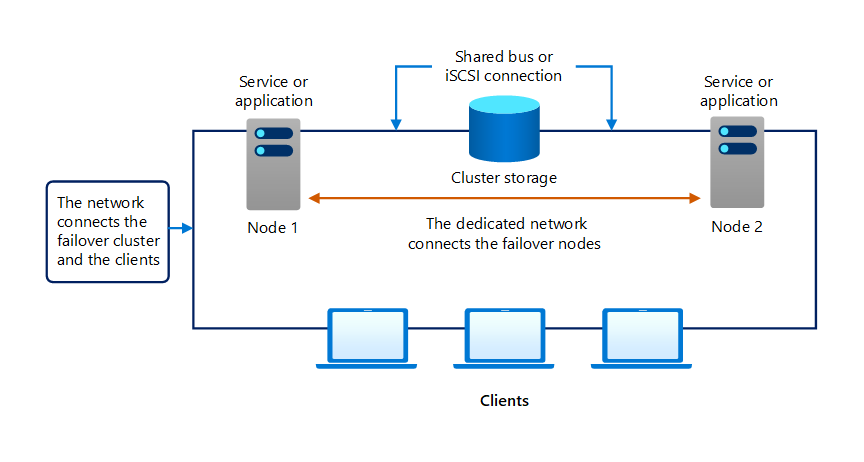 Shared bus or
iSCSI connection
Service or
application
Service or
application
Cluster storage
The network
connects the
failover cluster
and the clients
Node 1
The dedicated network
connects the failover nodes
Node 2
Clients